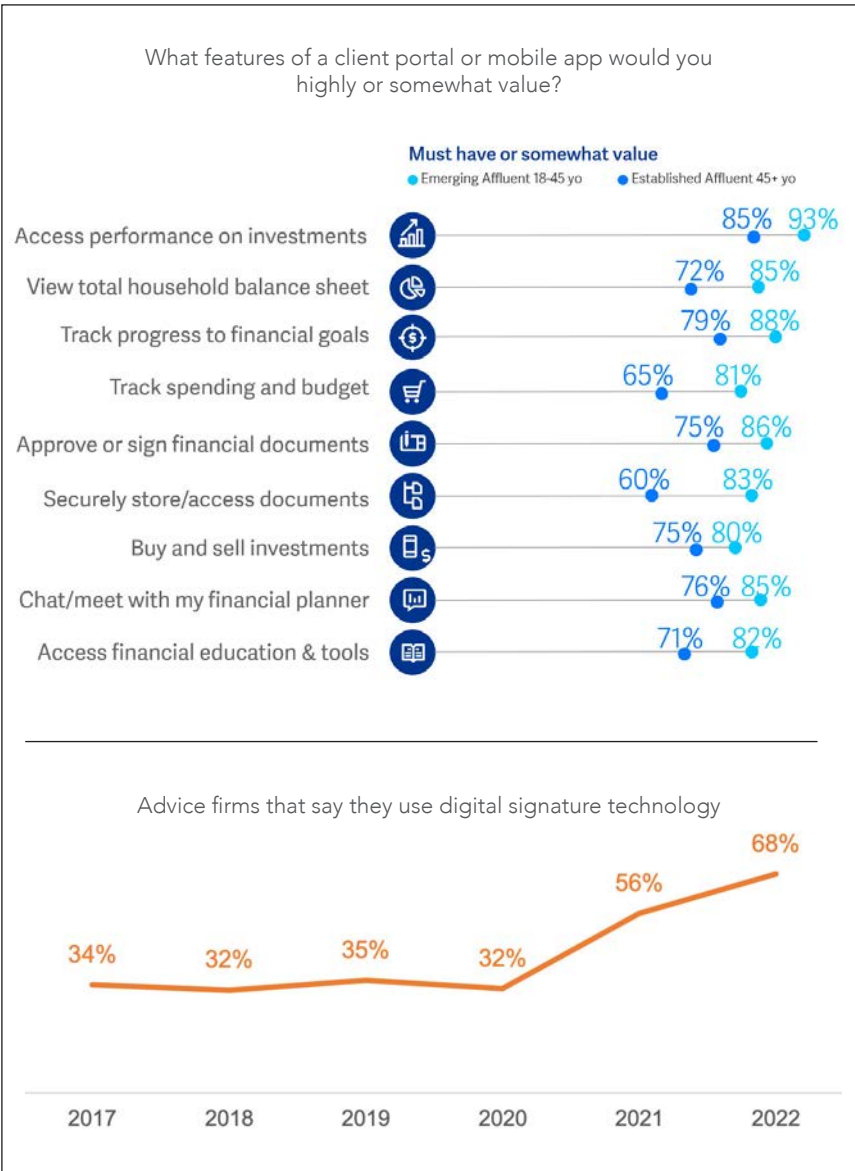 What features of a client portal or mobile app would you
highly or somewhat value?
Must have or somewhat value
Emerging Affluent 18-45 yo Established Affluent 45+ yo
Access performance on investments 85% 93%
View total household balance sheet 72% 85%
Track progress to financial goals 79% 88%
Track spending and budget 65% 81%
Approve or sign financial documents 75% 86%
Securely store/access documents 60% 83%
Buy and sell investments 75% 80%
Chat/meet with my financial planner 76% 85%
Access financial education & tools 71% 82%
Advice firms that say they use digital signature technology
34% 32% 35% 32% 56% 68%
2017 2018 2019 2020 2021 2022